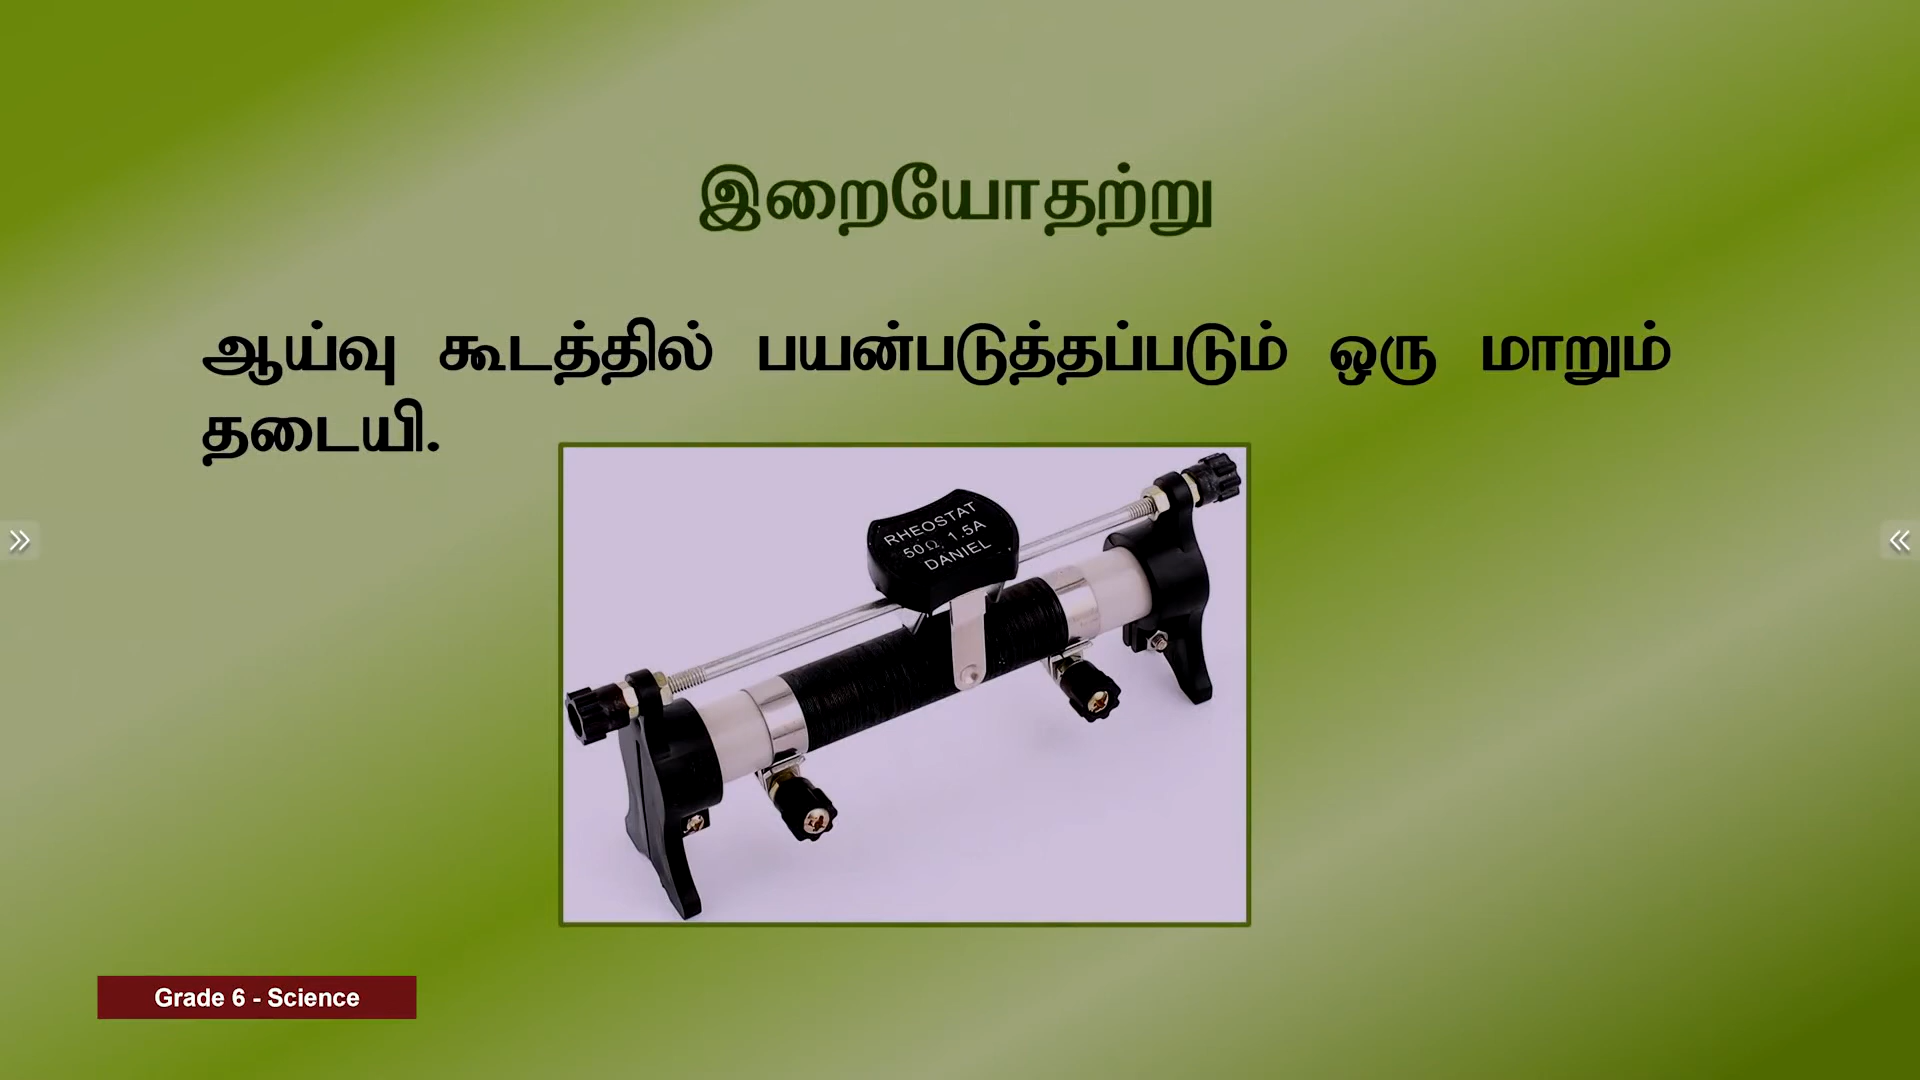 இறையோதற்று
ஆய்வு கூடத்தில் பயன்படுத்தப்படும் ஒரு மாறும்
தடையி.
RHEOSTAT
50Ω, 1.5A
DANIEL
Grade 6 - Science